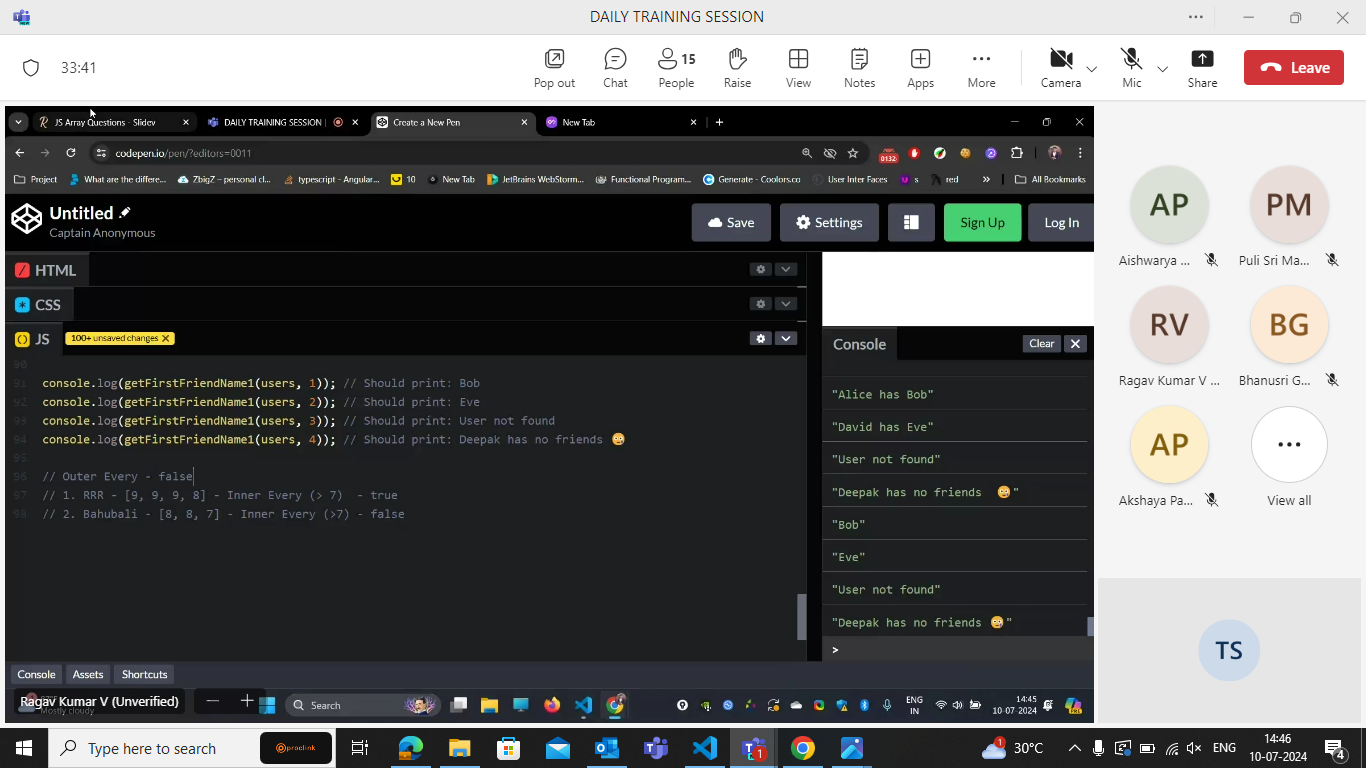 DAILY TRAINING SESSION
33:41
Pop out
Chat
15
People
Raise
View
Notes
Apps
More
Camera
Mic
Share
Leave
JS Array Questions - Slidev
DAILY TRAINING SESSION |
Create a New Pen
New Tab
codepen.io/pen/?editors=0011
0132
Project
What are the differe...
ZbigZ – personal cl...
typescript - Angular...
10
New Tab
JetBrains WebStorm...
Functional Program...
Generate - Coolors.co
User Inter Faces
s
red
»
All Bookmarks
Untitled
Captain Anonymous
Save
Settings
Sign Up
Log In
HTML
CSS
JS
100+ unsaved changes X
90
91 console.log(getFirstFriendName1(users, 1)); // Should print: Bob
92 console.log(getFirstFriendName1(users, 2)); // Should print: Eve
93 console.log(getFirstFriendName1(users, 3)); // Should print: User not found
94 console.log(getFirstFriendName1(users, 4)); // Should print: Deepak has no friends 😳
95
96 // Outer Every - false
97 // 1. RRR - [9, 9, 9, 8] - Inner Every (> 7)  - true
98 // 2. Bahubali - [8, 8, 7] - Inner Every (>7) - false
Console
Clear
"Alice has Bob"
"David has Eve"
"User not found"
"Deepak has no friends  😳"
"Bob"
"Eve"
"User not found"
"Deepak has no friends 😳"
>
Console
Assets
Shortcuts
Ragav Kumar V (Unverified)
Mostly cloudy
Search
ENG
IN
14:45
10-07-2024
AP
Aishwarya ...
PM
Puli Sri Ma...
RV
Ragav Kumar V ...
BG
Bhanusri G...
AP
Akshaya Pa...
View all
TS
Type here to search
proclink
1
1
30°C
ENG
14:46
10-07-2024
4